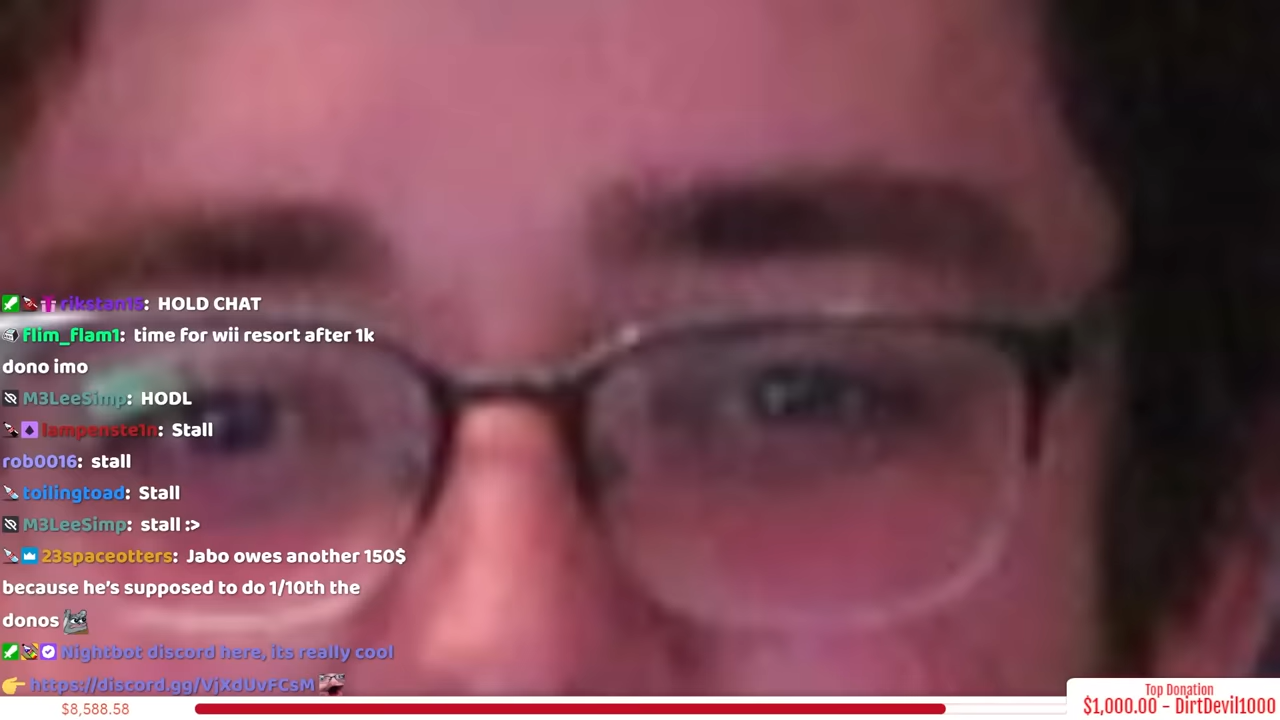 rikstan15: HOLD CHAT
flim_flam1: time for wii resort after 1k
dono imo
M3LeeSimp: HODL
lampenste1n: Stall
rob0016: stall
toilingtoad: Stall
M3LeeSimp: stall :>
23spaceotters: Jabo owes another 150$
because he's supposed to do 1/10th the
donos
Nightbot discord here, its really cool
👉 https://discord.gg/VjXdUvFCsM
$8,588.58
Top Donation
$1,000.00 - DirtDevil1000